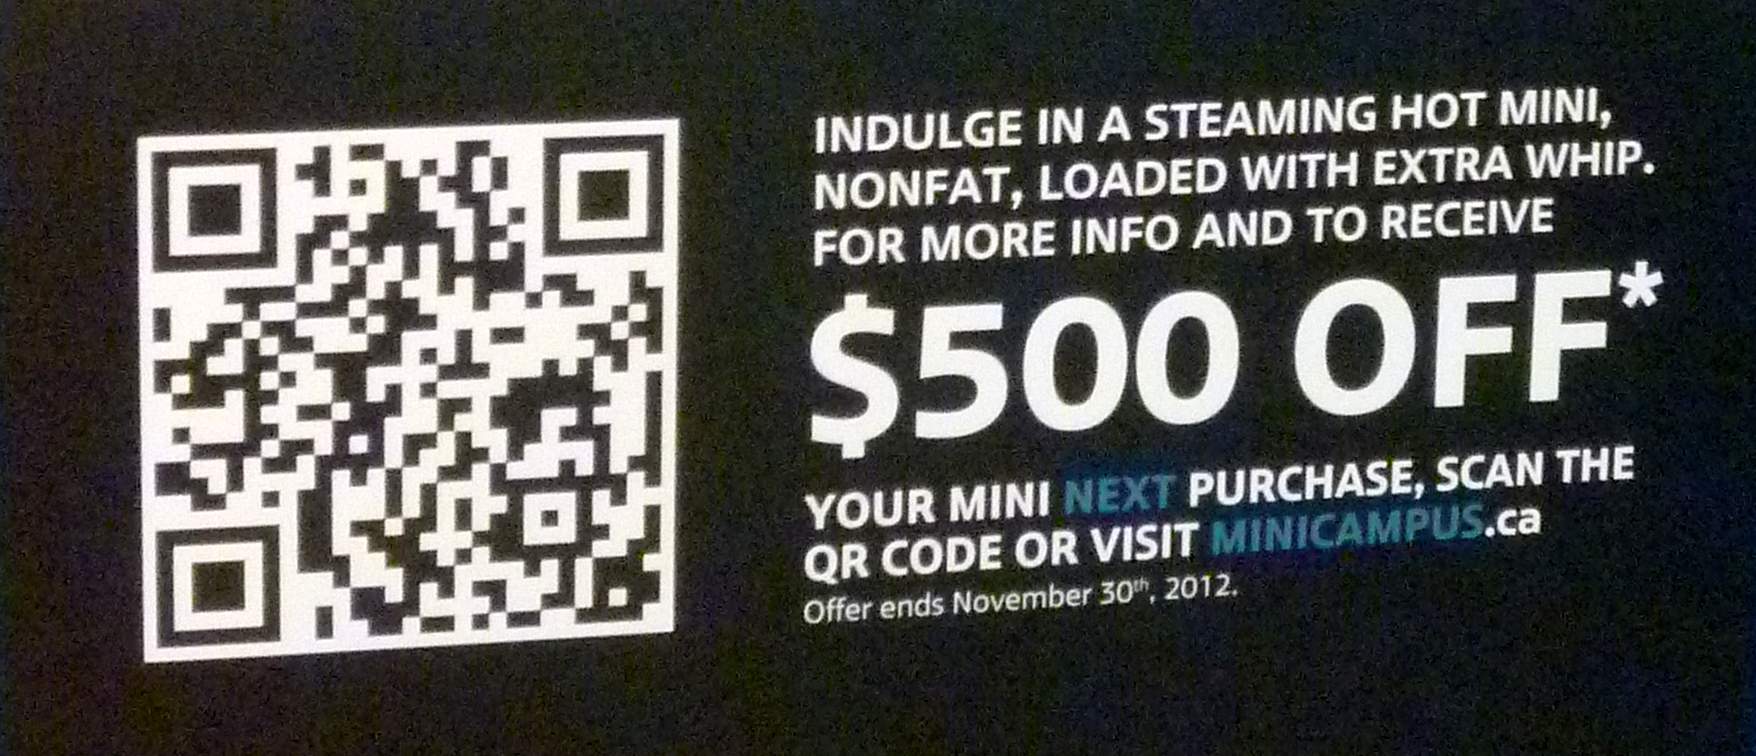 INDULGE IN A STEAMING HOT MINI,
NONFAT, LOADED WITH EXTRA WHIP.
FOR MORE INFO AND TO RECEIVE
$500 OFF*
YOUR MINI NEXT PURCHASE, SCAN THE
QR CODE OR VISIT MINICAMPUS.ca
Offer ends November 30th, 2012.